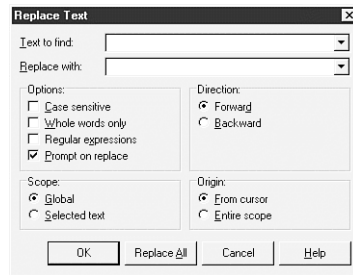 Replace Text
Text to find:
Replace with:
Options:
Case sensitive
Whole words only
Regular expressions
Prompt on replace
Direction:
Forward
Backward
Scope:
Global
Selected text
Origin:
From cursor
Entire scope
OK Replace All Cancel Help